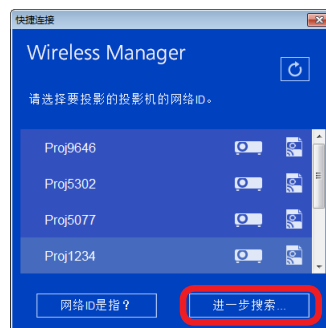 快捷连接
Wireless Manager
请选择要投影的投影机的网络ID。
Proj9646
Proj5302
Proj5077
Proj1234
网络ID是指？
进一步搜索...